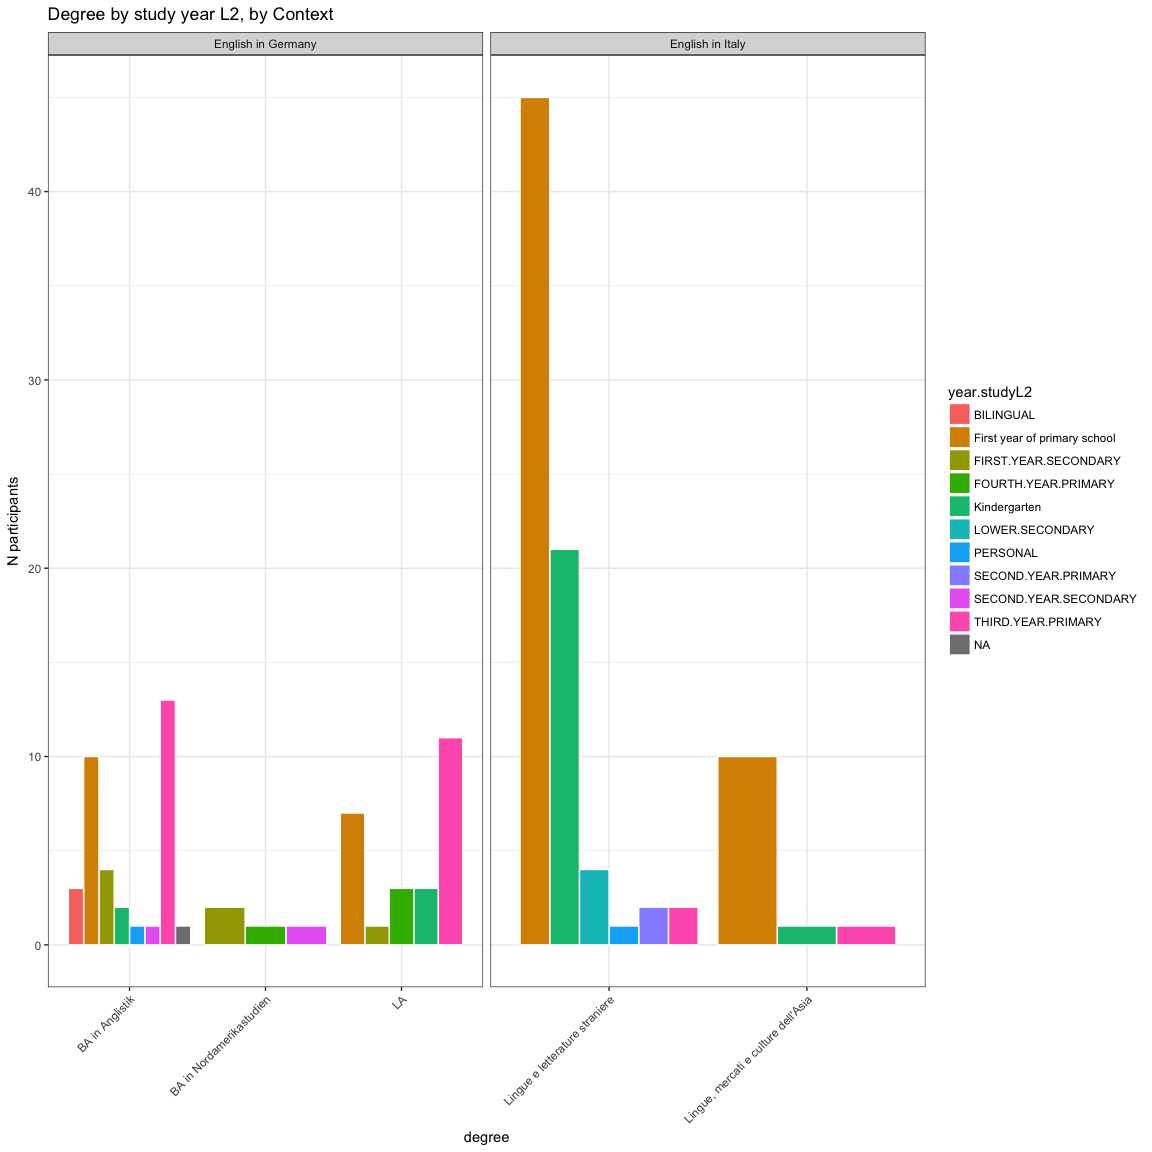 Degree by study year L2, by Context
English in Germany
English in Italy
N participants
40
30
20
10
0
BA in Anglistik
BA in Nordamerikastudien
LA
Lingue e letterature straniere
Lingue, mercati e culture dell'Asia
degree
year.studyL2
BILINGUAL
First year of primary school
FIRST.YEAR.SECONDARY
FOURTH.YEAR.PRIMARY
Kindergarten
LOWER.SECONDARY
PERSONAL
SECOND.YEAR.PRIMARY
SECOND.YEAR.SECONDARY
THIRD.YEAR.PRIMARY
NA